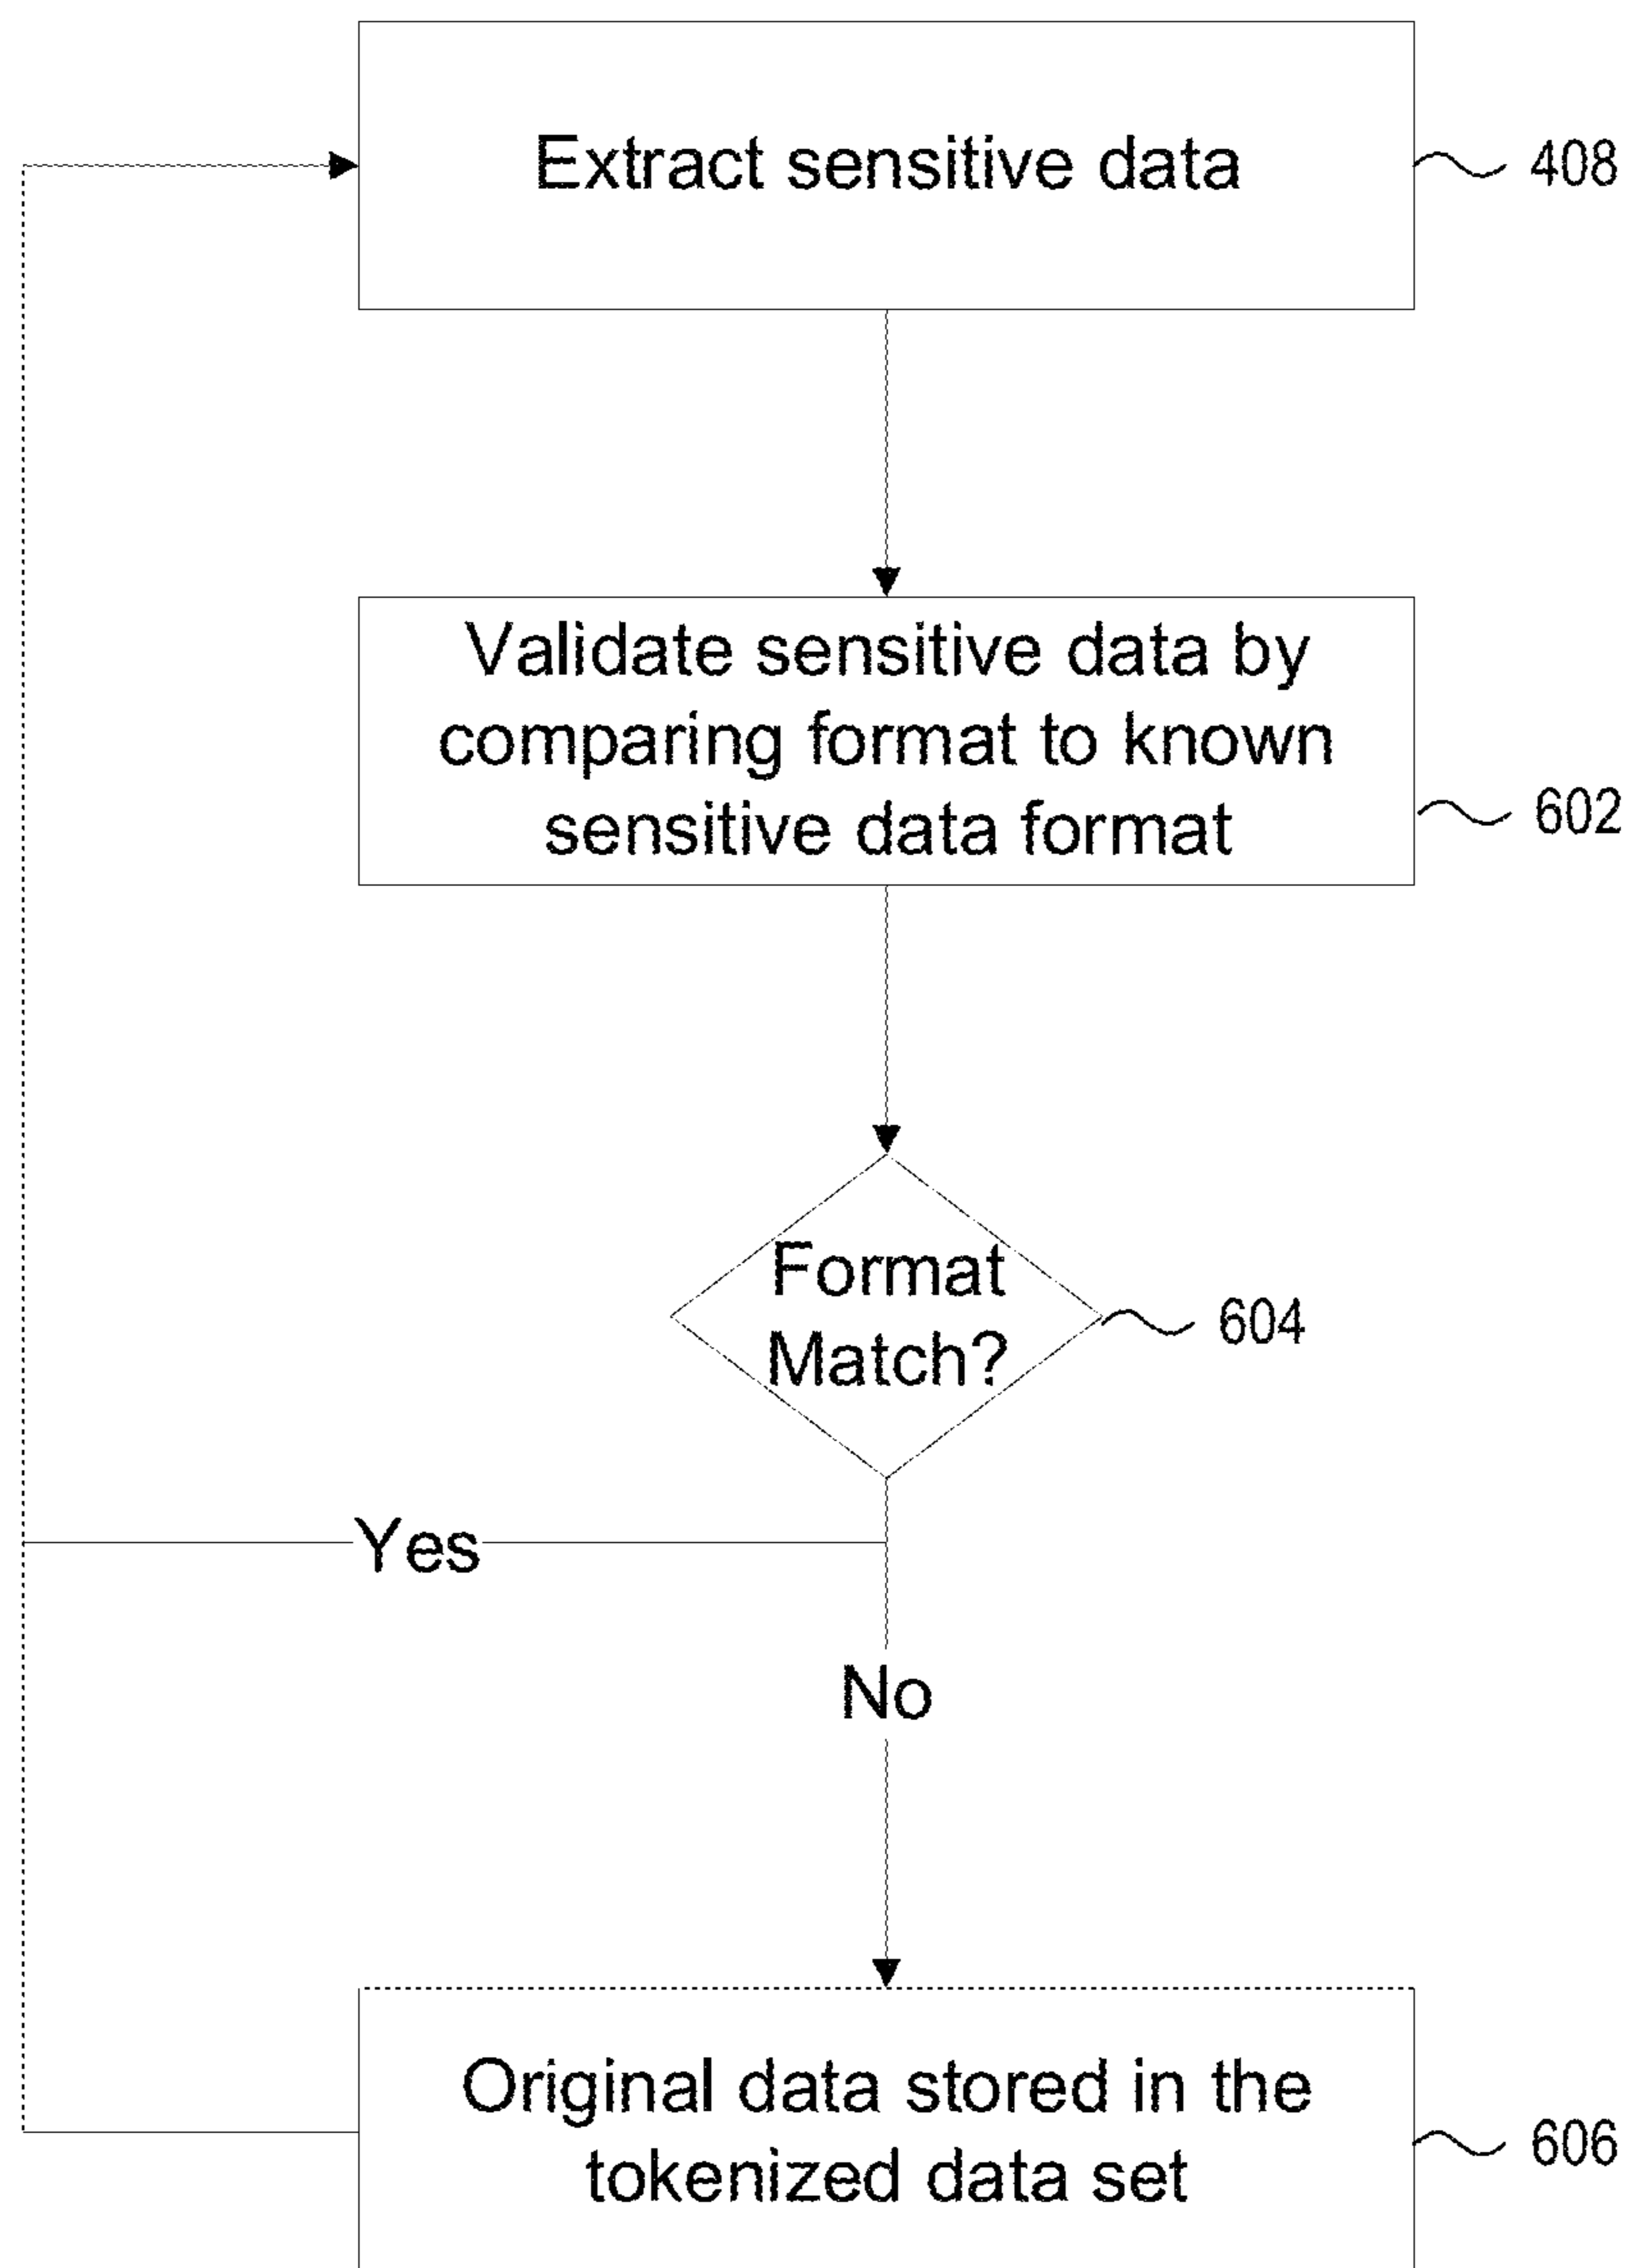 Extract sensitive data
408
Validate sensitive data by
comparing format to known
sensitive data format
602
Format
Match?
604
Yes
No
Original data stored in the
tokenized data set
606